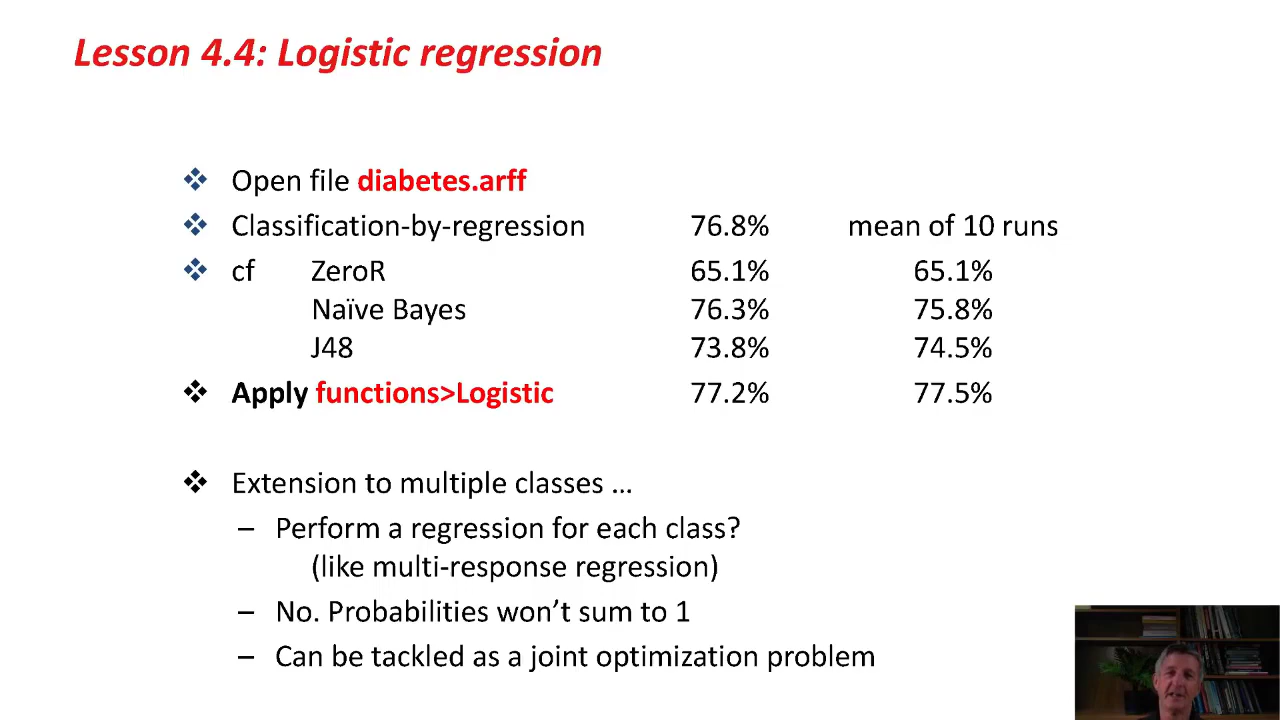 Lesson 4.4: Logistic regression
❖ Open file diabetes.arff
❖ Classification-by-regression 76.8% mean of 10 runs
❖ cf ZeroR 65.1% 65.1%
Naïve Bayes 76.3% 75.8%
J48 73.8% 74.5%
❖ Apply functions>Logistic 77.2% 77.5%
❖ Extension to multiple classes …
– Perform a regression for each class?
(like multi-response regression)
– No. Probabilities won’t sum to 1
– Can be tackled as a joint optimization problem